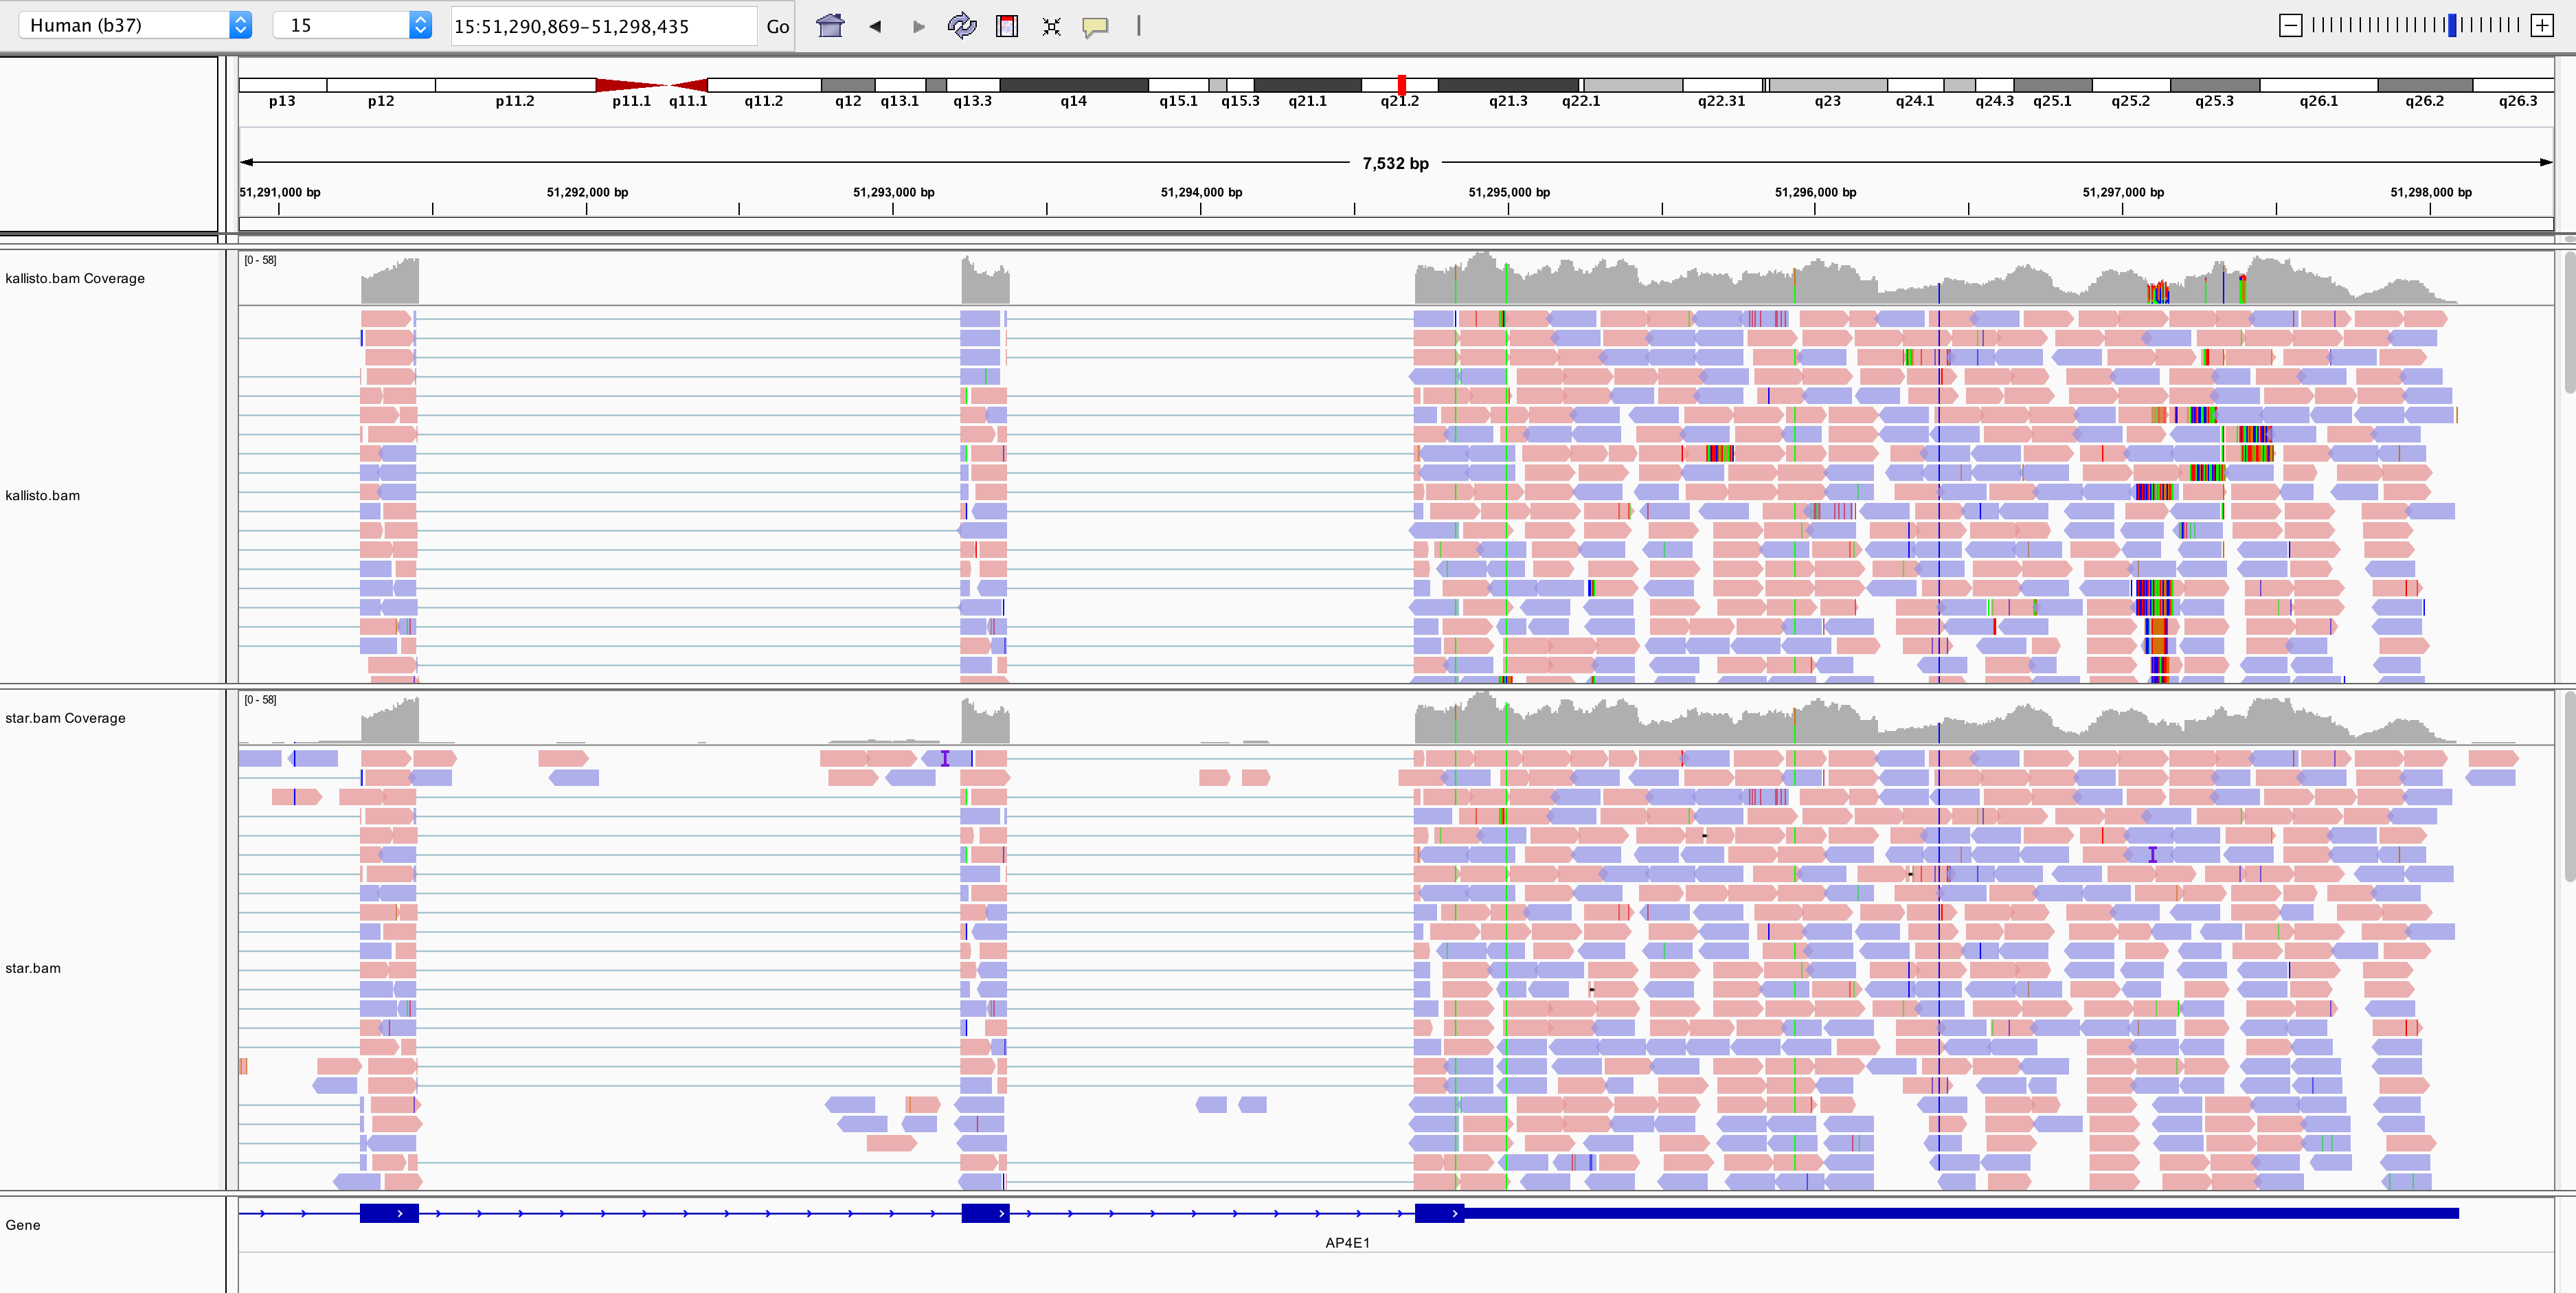 Human (b37) 15 15:51,290,869-51,298,435 Go
p13 p12 p11.2 p11.1 q11.1 q11.2 q12 q13.1 q13.3 q14 q15.1 q15.3 q21.1 q21.2 q21.3 q22.1 q22.31 q23 q24.1 q24.3 q25.1 q25.2 q25.3 q26.1 q26.2 q26.3
7,532 bp
51,291,000 bp 51,292,000 bp 51,293,000 bp 51,294,000 bp 51,295,000 bp 51,296,000 bp 51,297,000 bp 51,298,000 bp
[0 - 58]
kallisto.bam Coverage
kallisto.bam
[0 - 58]
star.bam Coverage
star.bam
Gene
AP4E1